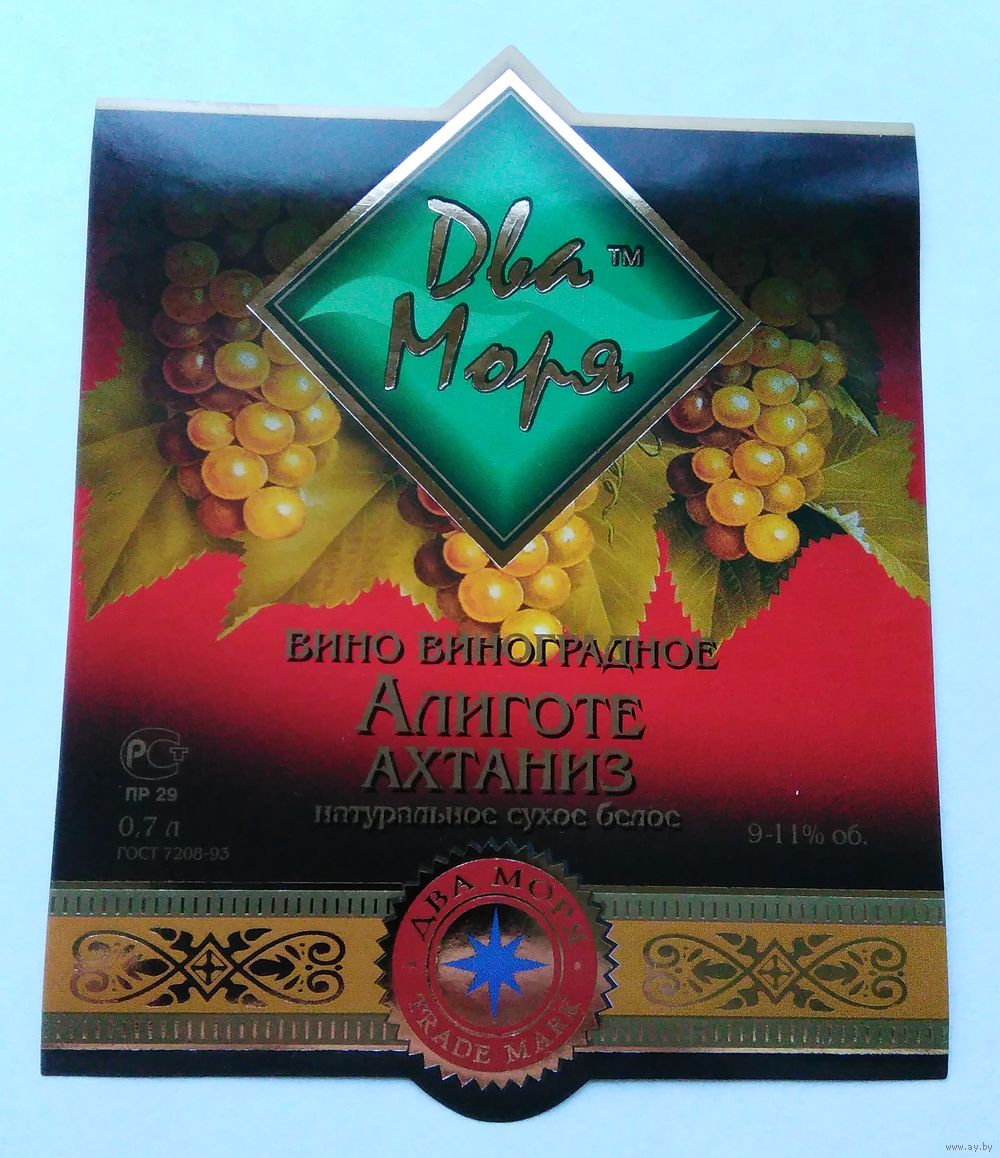 Два ™
Моря
ВИНО ВИНОГРАДНОЕ
АЛИГОТЕ
АХТАНИЗ
натуральное сухое белое
РСТ
ПР 29
0,7 л
ГОСТ 7208-93
9-11% об.
ДВА МОРЯ
TRADE MARK
www.ay.by